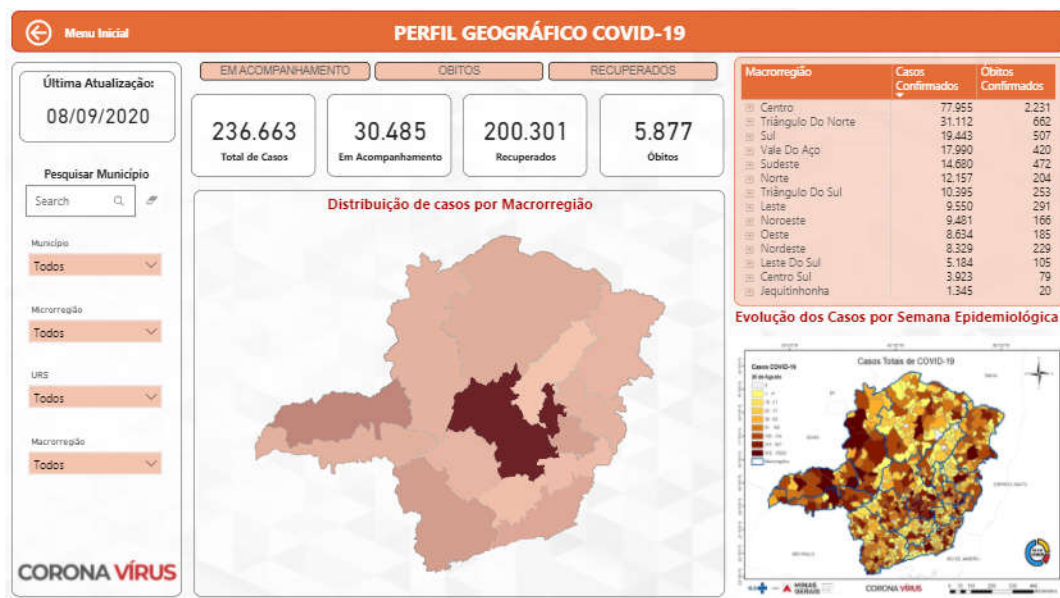 Menu Inicial
PERFIL GEOGRÁFICO COVID-19
Última Atualização:
08/09/2020
Pesquisar Município
Search
Município
Todos
Microrregião
Todos
URS
Todos
Macrorregião
Todos
CORONA VÍRUS
EM ACOMPANHAMENTO OBITOS RECUPERADOS
236.663 30.485 200.301 5.877
Total de Casos Em Acompanhamento Recuperados Óbitos
Distribuição de casos por Macrorregião
Macrorregião Casos Confirmados Óbitos Confirmados
Centro 77.955 2.231
Triângulo Do Norte 31.112 662
Sul 19.443 507
Vale Do Aço 17.990 420
Sudeste 14.680 472
Norte 12.157 204
Triângulo Do Sul 10.395 253
Leste 9.550 291
Noroeste 9.481 166
Oeste 8.634 185
Nordeste 8.329 229
Leste Do Sul 5.184 105
Centro Sul 3.923 79
Jequitinhonha 1.345 20
Evolução dos Casos por Semana Epidemiológica
Casos Totais de COVID-19
Casos COVID-19
MINAS GERAIS
CORONA VÍRUS